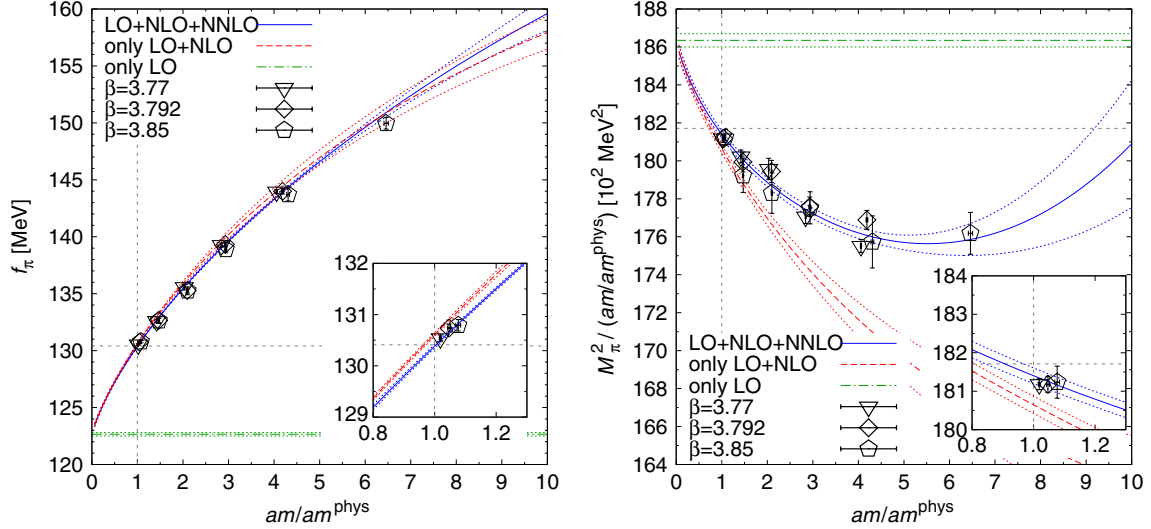 LO+NLO+NNLO
only LO+NLO
only LO
β=3.77
β=3.792
β=3.85
160
155
150
145
140
135
130
125
120
f_π [MeV]
0 1 2 3 4 5 6 7 8 9 10
am/am^phys
132
131
130
129
0.8 1.0 1.2
188
186
184
182
180
178
176
174
172
170
168
166
164
M_π^2 / (am/am^phys) [10^2 MeV^2]
LO+NLO+NNLO
only LO+NLO
only LO
β=3.77
β=3.792
β=3.85
0 1 2 3 4 5 6 7 8 9 10
am/am^phys
184
183
182
181
180
0.8 1.0 1.2